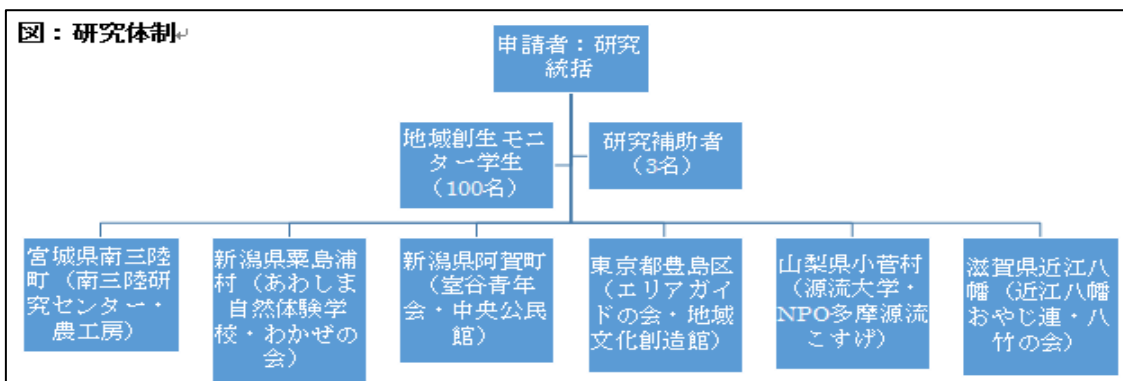 図：研究体制↵
申請者：研究
統括
地域創生モニ
ター学生
（100名）
研究補助者
（3名）
宮城県南三陸
町（南三陸研
究センター・
農工房）
新潟県粟島浦
村（あわしま
自然体験学
校・わかぜの
会）
新潟県阿賀町
（室谷青年
会・中央公民
館）
東京都豊島区
（エリアガイ
ドの会・地域
文化創造館）
山梨県小菅村
（源流大学・
NPO多摩源流
こすげ）
滋賀県近江八
幡（近江八幡
おやじ連・八
竹の会）